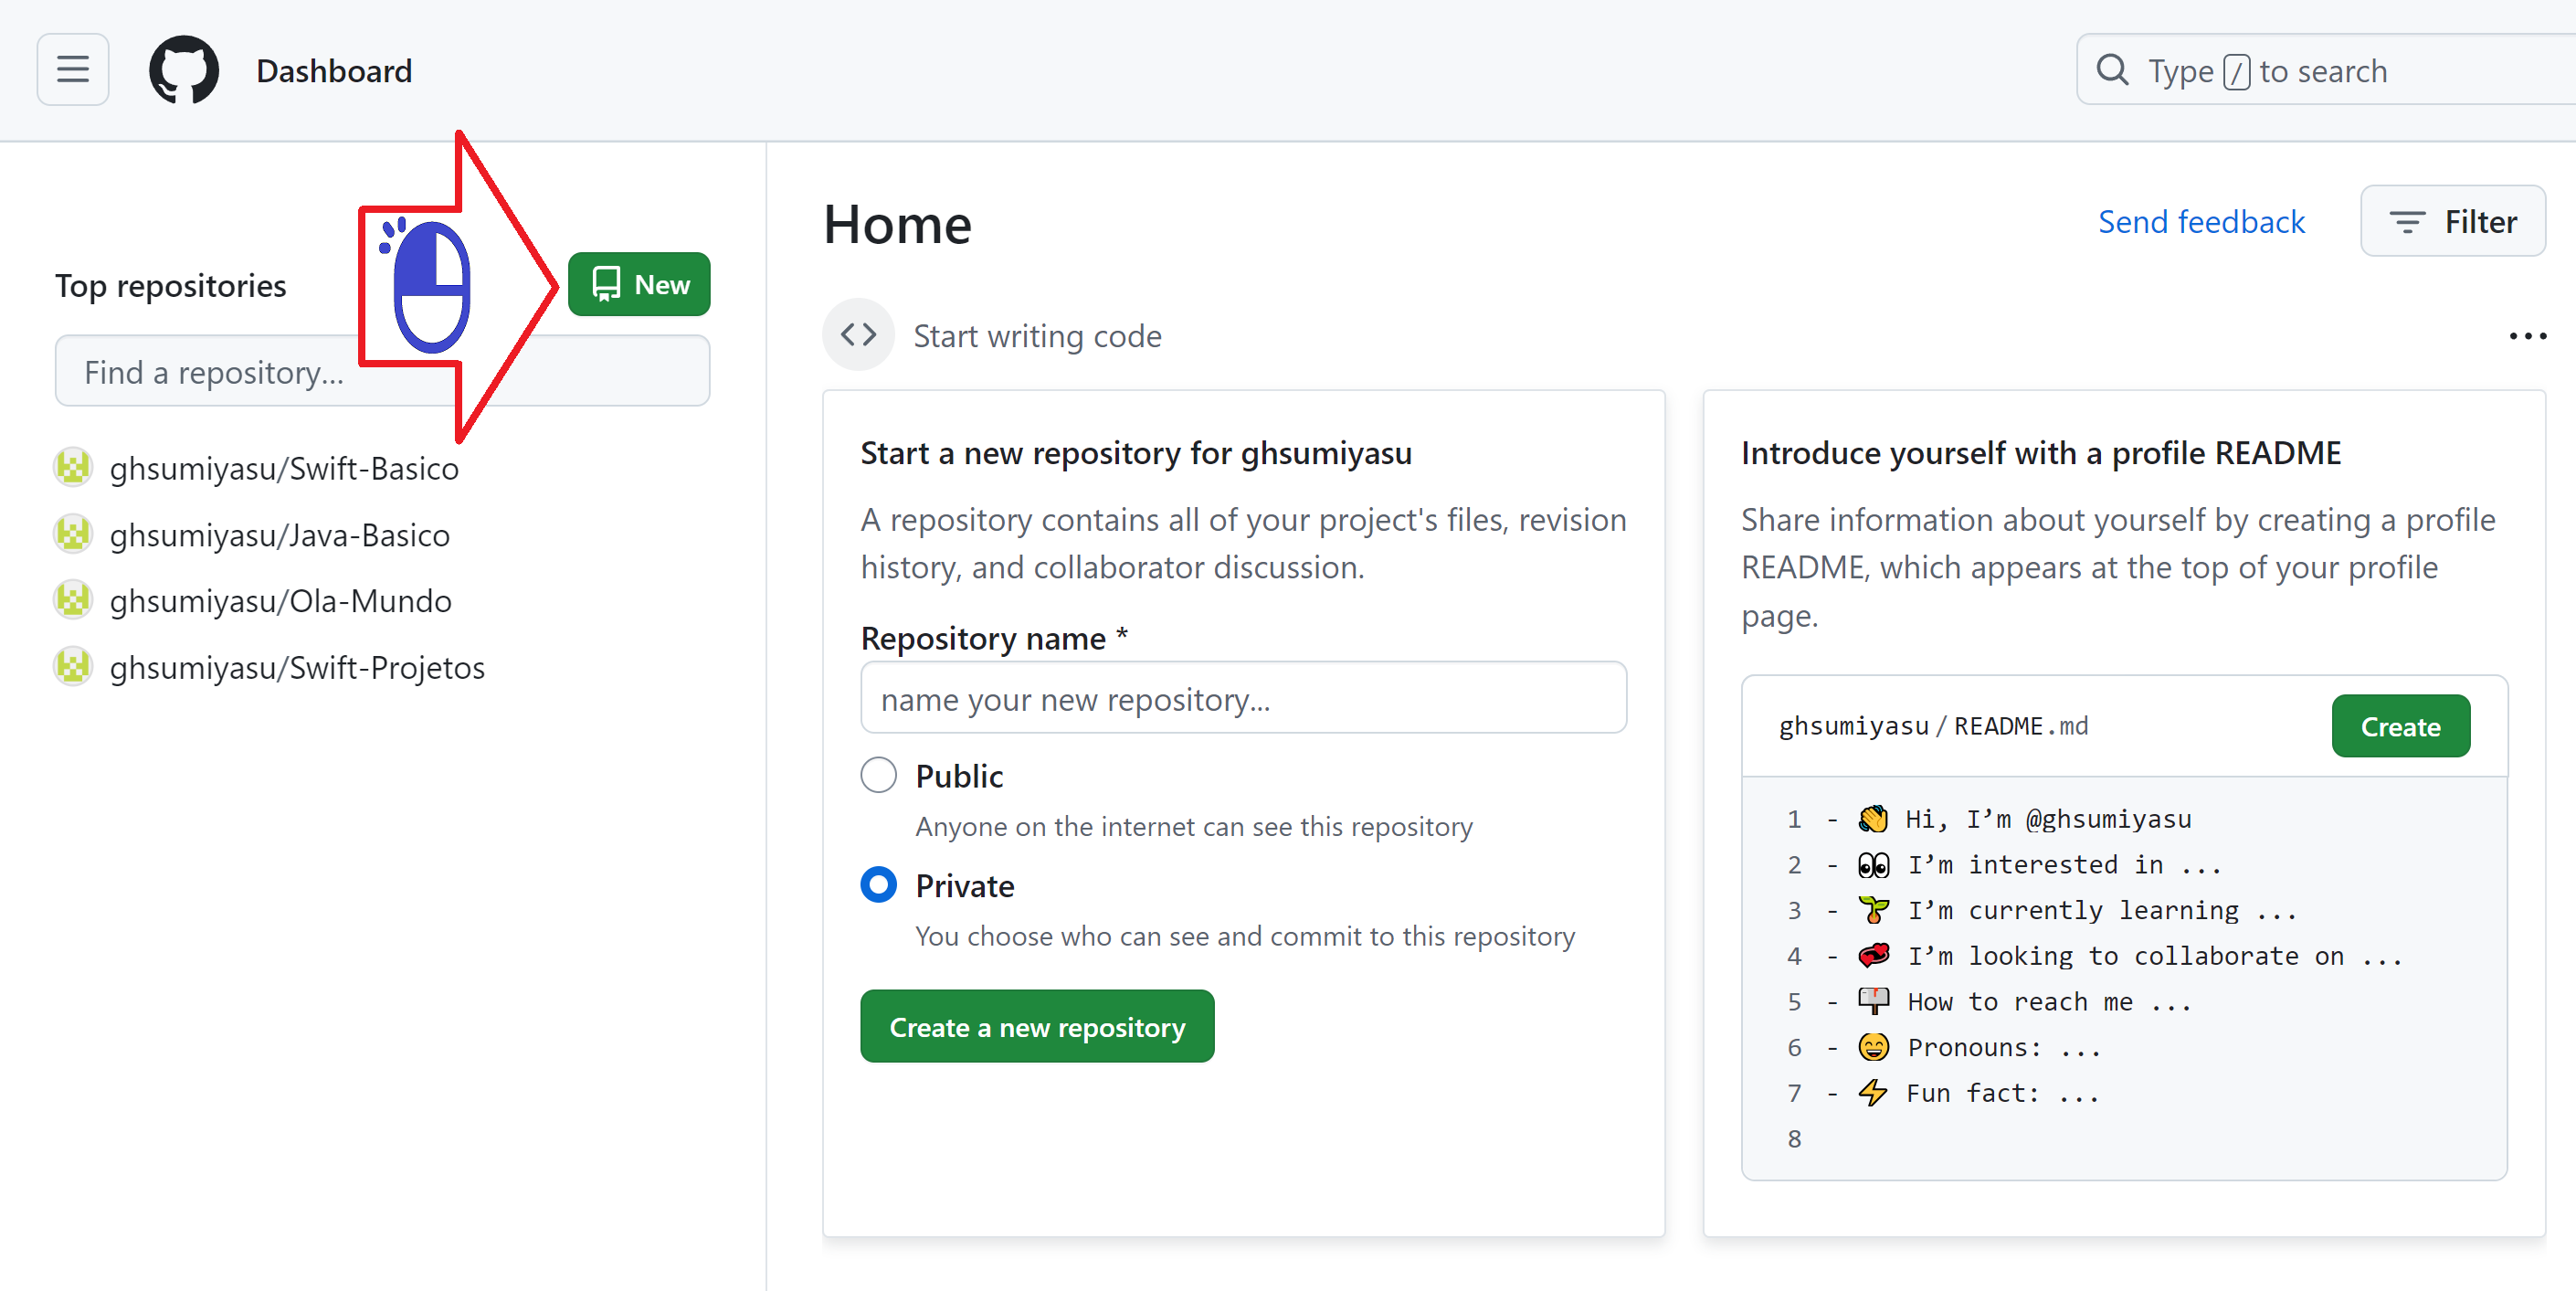 Dashboard
Type / to search
Top repositories
New
Find a repository...
ghsumiyasu/Swift-Basico
ghsumiyasu/Java-Basico
ghsumiyasu/Ola-Mundo
ghsumiyasu/Swift-Projetos
Home
Send feedback
Filter
Start writing code
Start a new repository for ghsumiyasu
A repository contains all of your project's files, revision
history, and collaborator discussion.
Repository name *
name your new repository...
Public
Anyone on the internet can see this repository
Private
You choose who can see and commit to this repository
Create a new repository
Introduce yourself with a profile README
Share information about yourself by creating a profile
README, which appears at the top of your profile
page.
ghsumiyasu / README.md
Create
1 - 👋 Hi, I’m @ghsumiyasu
2 - 👀 I’m interested in ...
3 - 🌱 I’m currently learning ...
4 - 💞️ I’m looking to collaborate on ...
5 - 📫 How to reach me ...
6 - 😄 Pronouns: ...
7 - ⚡ Fun fact: ...
8